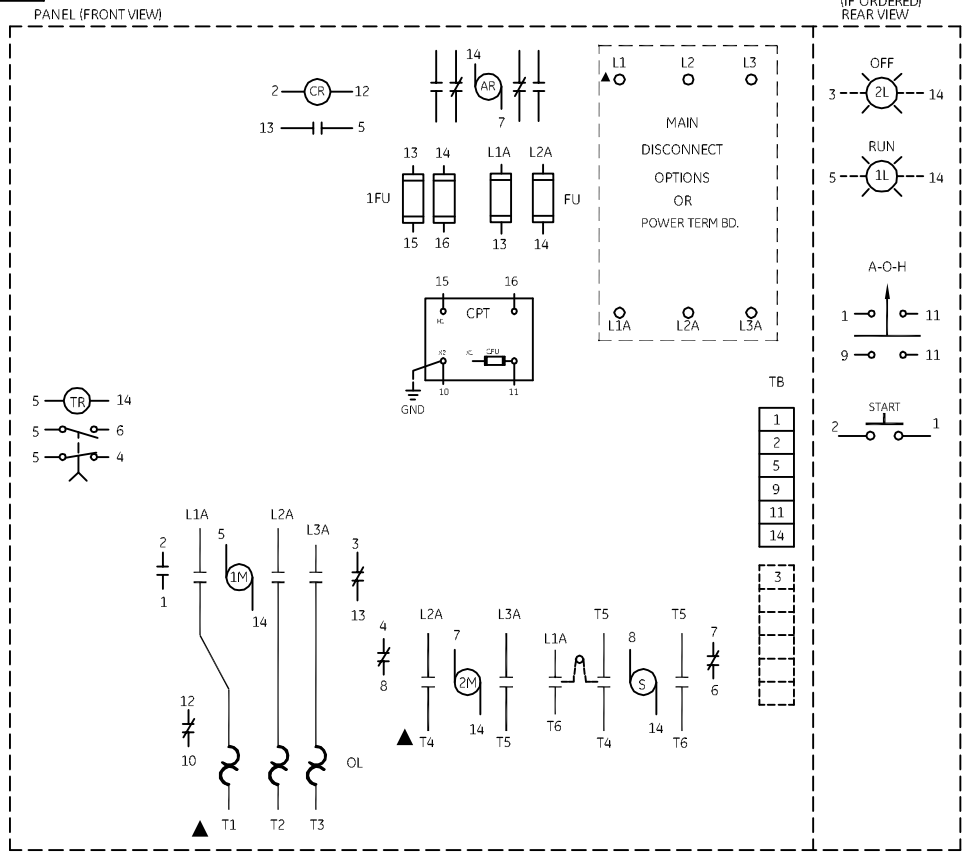 (IF ORDERED)
PANEL (FRONT VIEW) REAR VIEW
14 L1 L2 L3 OFF
2 CR 12 AR 3 2L 14
7
13 5 MAIN
13 14 L1A L2A DISCONNECT RUN
1FU FU OPTIONS 5 1L 14
OR
15 16 13 14 POWER TERM BD.
A-O-H
15 16
CPT 1 11
L1A L2A L3A
X2 CFU 9 11
10 11 TB
GND
5 TR 14 START
5 6 1 2 1
5 4 2
5
9
11
14
L1A L2A
5 L3A
2 3 3
1M
1 14 13
4 L2A 7 L3A L1A T5 8 T5 7
8 2M S 6
12 14 T6 14
10 T4 T5 T4 T6
OL
T1 T2 T3